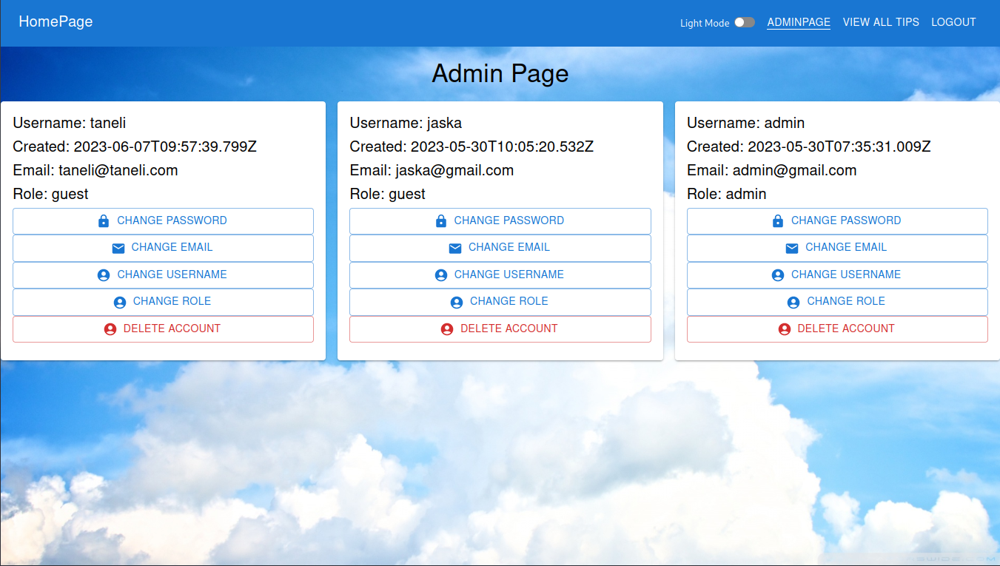 HomePage
Light Mode
ADMINPAGE
VIEW ALL TIPS
LOGOUT
Admin Page
Username: taneli
Created: 2023-06-07T09:57:39.799Z
Email: taneli@taneli.com
Role: guest
CHANGE PASSWORD
CHANGE EMAIL
CHANGE USERNAME
CHANGE ROLE
DELETE ACCOUNT
Username: jaska
Created: 2023-05-30T10:05:20.532Z
Email: jaska@gmail.com
Role: guest
CHANGE PASSWORD
CHANGE EMAIL
CHANGE USERNAME
CHANGE ROLE
DELETE ACCOUNT
Username: admin
Created: 2023-05-30T07:35:31.009Z
Email: admin@gmail.com
Role: admin
CHANGE PASSWORD
CHANGE EMAIL
CHANGE USERNAME
CHANGE ROLE
DELETE ACCOUNT